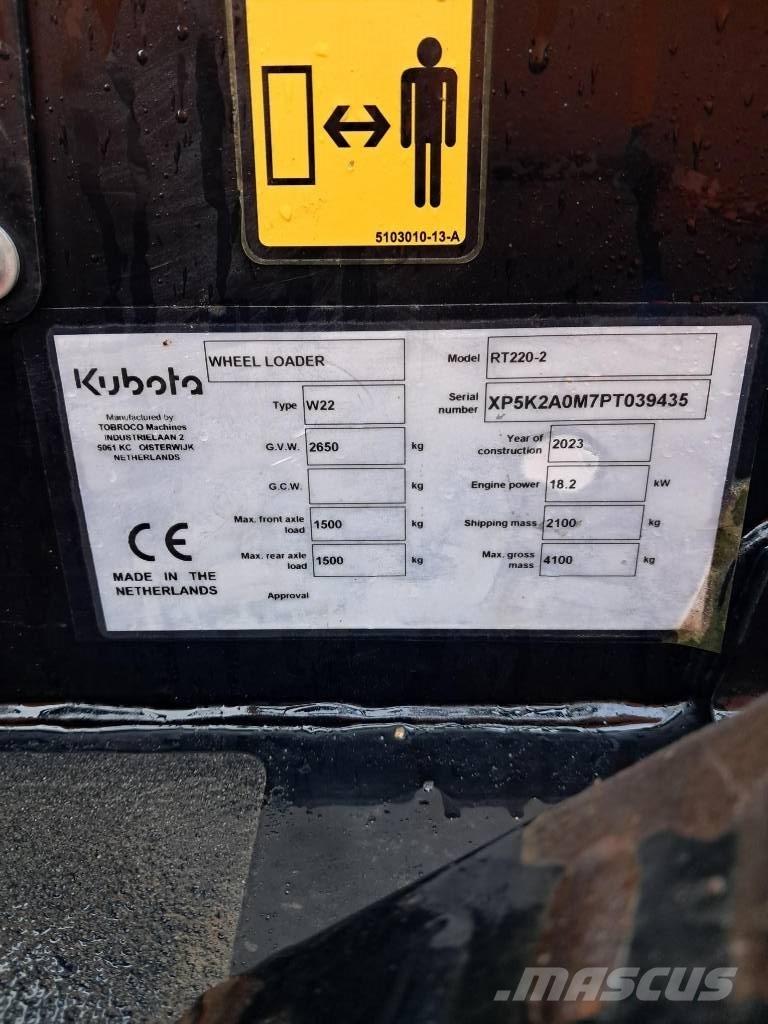 5103010-13-A
Kubota
WHEEL LOADER
Model RT220-2
Type W22
Serial number XP5K2A0M7PT039435
Manufactured by:
TOBROCO Machines
INDUSTRIELAAN 2
5061 KC OISTERWIJK
NETHERLANDS
G.V.W. 2650 kg
Year of construction 2023
G.C.W. kg
Engine power 18.2 kW
Max. front axle load 1500 kg
Shipping mass 2100 kg
Max. rear axle load 1500 kg
Max. gross mass 4100 kg
CE
MADE IN THE
NETHERLANDS
Approval
MASCUS